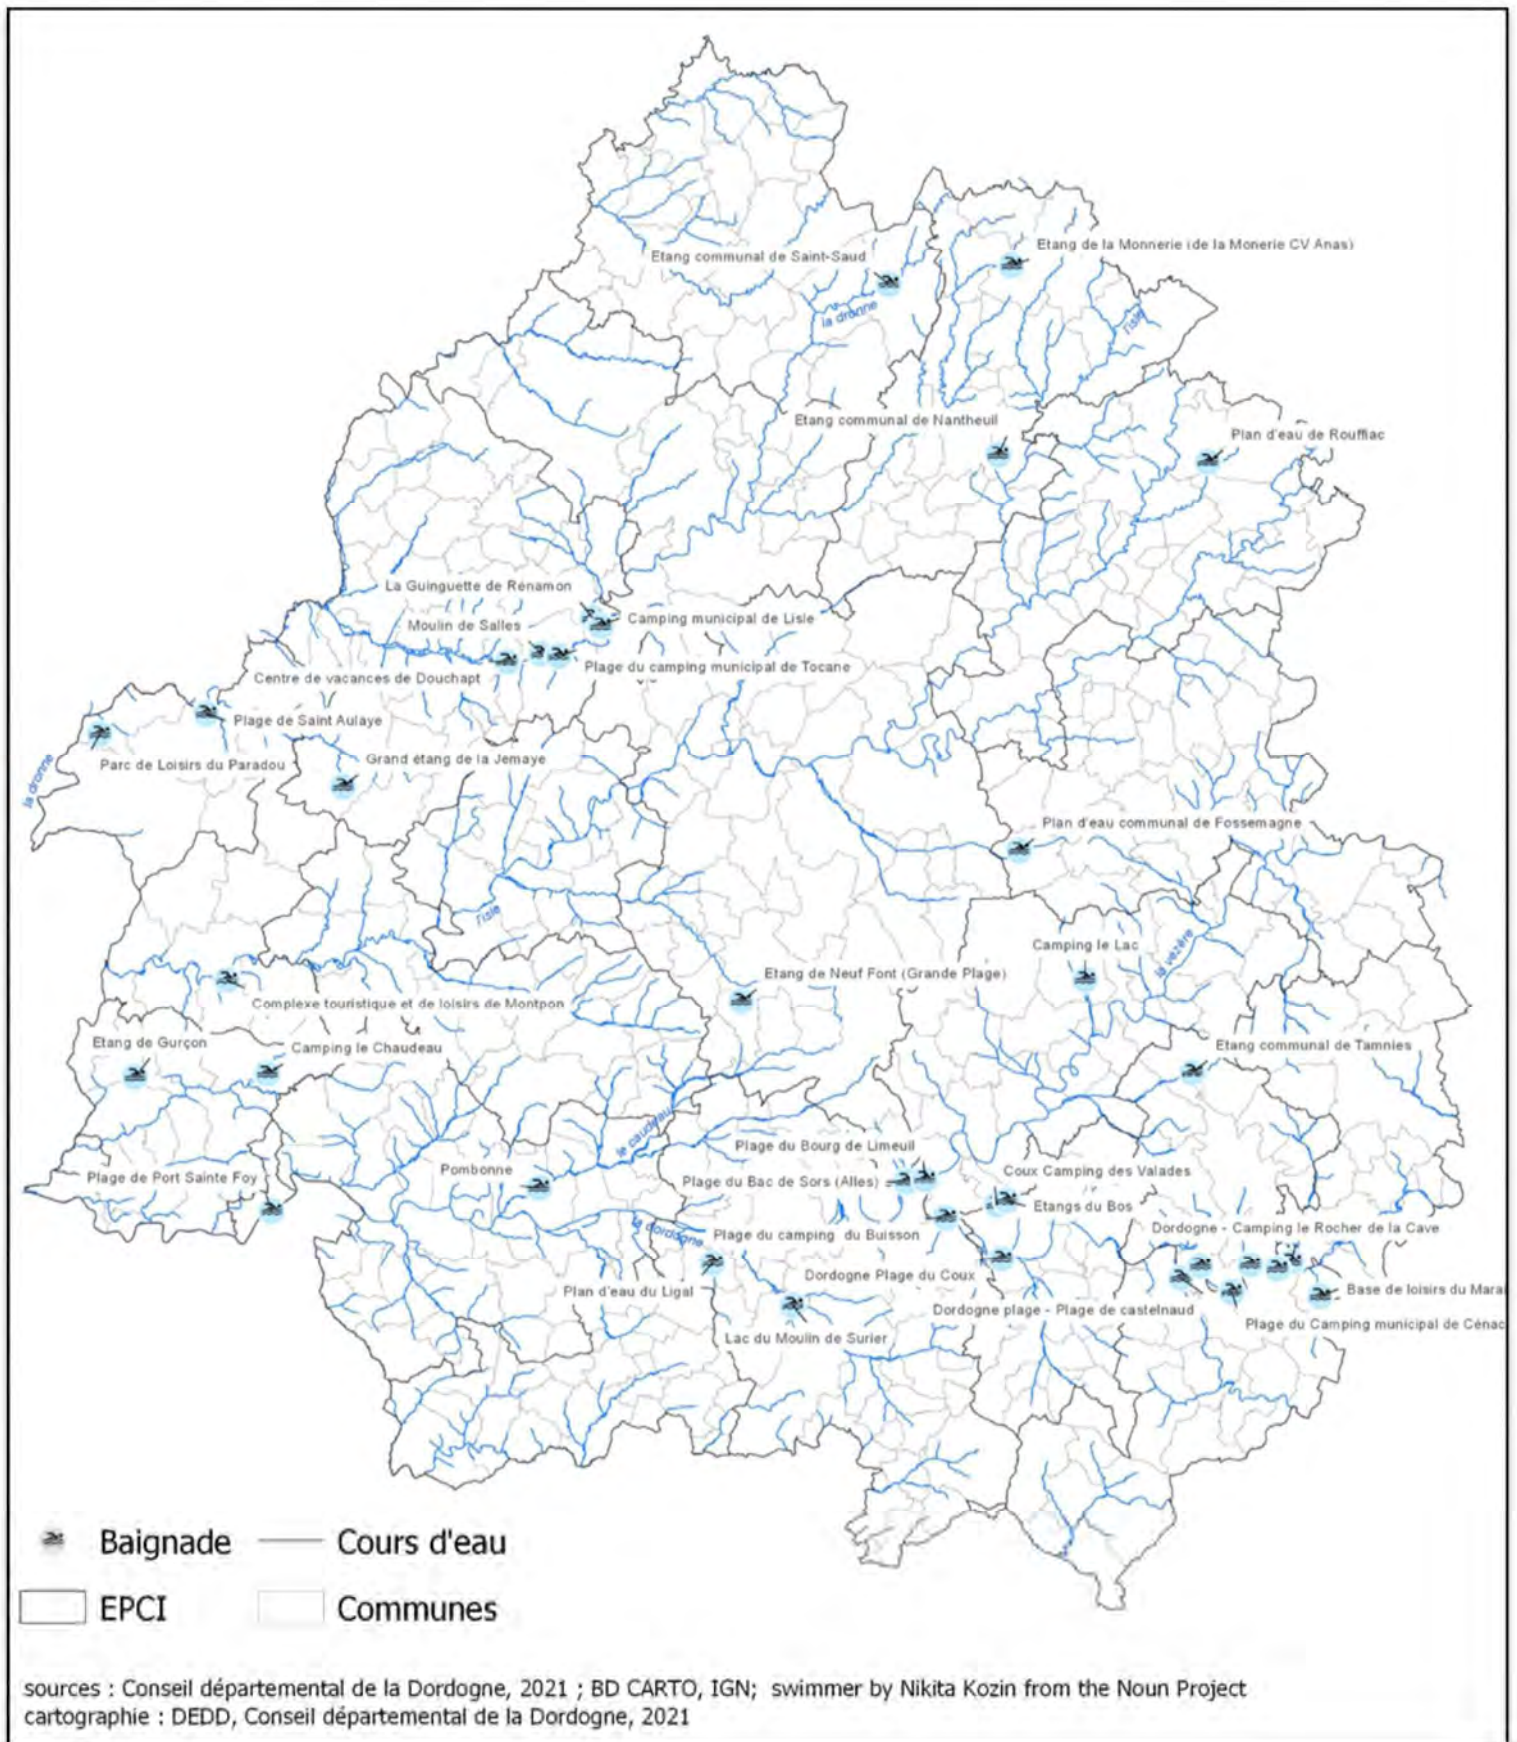 Etang de la Monnerie (de la Monerie CV Anas)
Etang communal de Saint-Saud
la dronne
l'isle
Etang communal de Nantheuil
Plan d'eau de Rouffiac
La Guinguette de Renamon
Camping municipal de Lisle
Moulin de Salles
Plage du camping municipal de Tocane
Centre de vacances de Douchapt
Plage de Saint Aulaye
Parc de Loisirs du Paradou
Grand étang de la Jemaye
la dronne
Plan d'eau communal de Fossemagne
l'isle
Camping le Lac
la vezère
Etang de Neuf Font (Grande Plage)
Complexe touristique et de loisirs de Montpon
Etang de Gurçon
Camping le Chaudeau
Etang communal de Tamnies
le caudeau
Plage du Bourg de Limeuil
Pombonne
Coux Camping des Valades
Plage de Port Sainte Foy
Plage du Bac de Sors (Alles)
Etangs du Bos
la dordogne
Plage du camping du Buisson
Dordogne - Camping le Rocher de la Cave
Dordogne Plage du Coux
Plan d'eau du Ligal
Base de loisirs du Mara
Dordogne plage - Plage de castelnaud
Plage du Camping municipal de Cénac
Lac du Moulin de Surier
Baignade
Cours d'eau
EPCI
Communes
sources : Conseil départemental de la Dordogne, 2021 ; BD CARTO, IGN; swimmer by Nikita Kozin from the Noun Project
cartographie : DEDD, Conseil départemental de la Dordogne, 2021